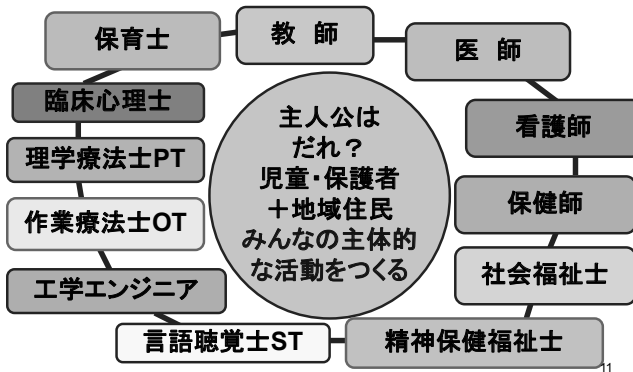 保育士
教 師
医 師
臨床心理士
看護師
理学療法士PT
保健師
作業療法士OT
社会福祉士
工学エンジニア
言語聴覚士ST
精神保健福祉士
主人公は
だれ？
児童・保護者
＋地域住民
みんなの主体的
な活動をつくる
11